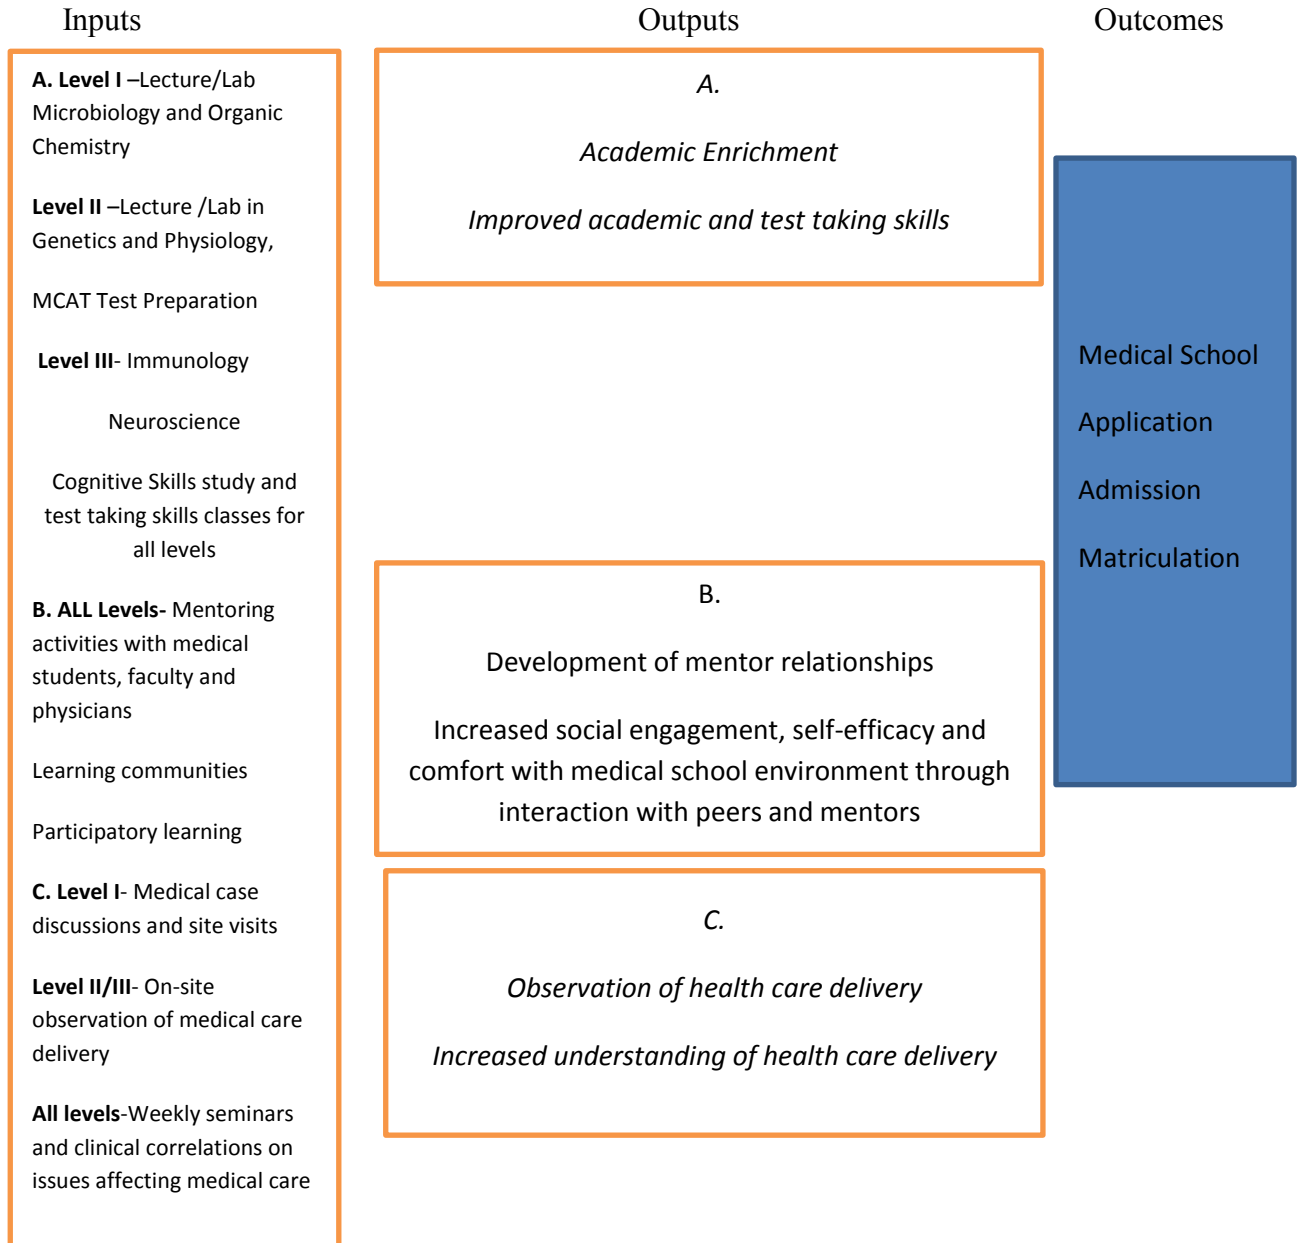 Inputs
Outputs
Outcomes
A. Level I –Lecture/Lab
Microbiology and Organic
Chemistry
Level II –Lecture /Lab in
Genetics and Physiology,
MCAT Test Preparation
Level III- Immunology
Neuroscience
Cognitive Skills study and
test taking skills classes for
all levels
B. ALL Levels- Mentoring
activities with medical
students, faculty and
physicians
Learning communities
Participatory learning
C. Level I- Medical case
discussions and site visits
Level II/III- On-site
observation of medical care
delivery
All levels-Weekly seminars
and clinical correlations on
issues affecting medical care
A.
Academic Enrichment
Improved academic and test taking skills
B.
Development of mentor relationships
Increased social engagement, self-efficacy and
comfort with medical school environment through
interaction with peers and mentors
C.
Observation of health care delivery
Increased understanding of health care delivery
Medical School
Application
Admission
Matriculation